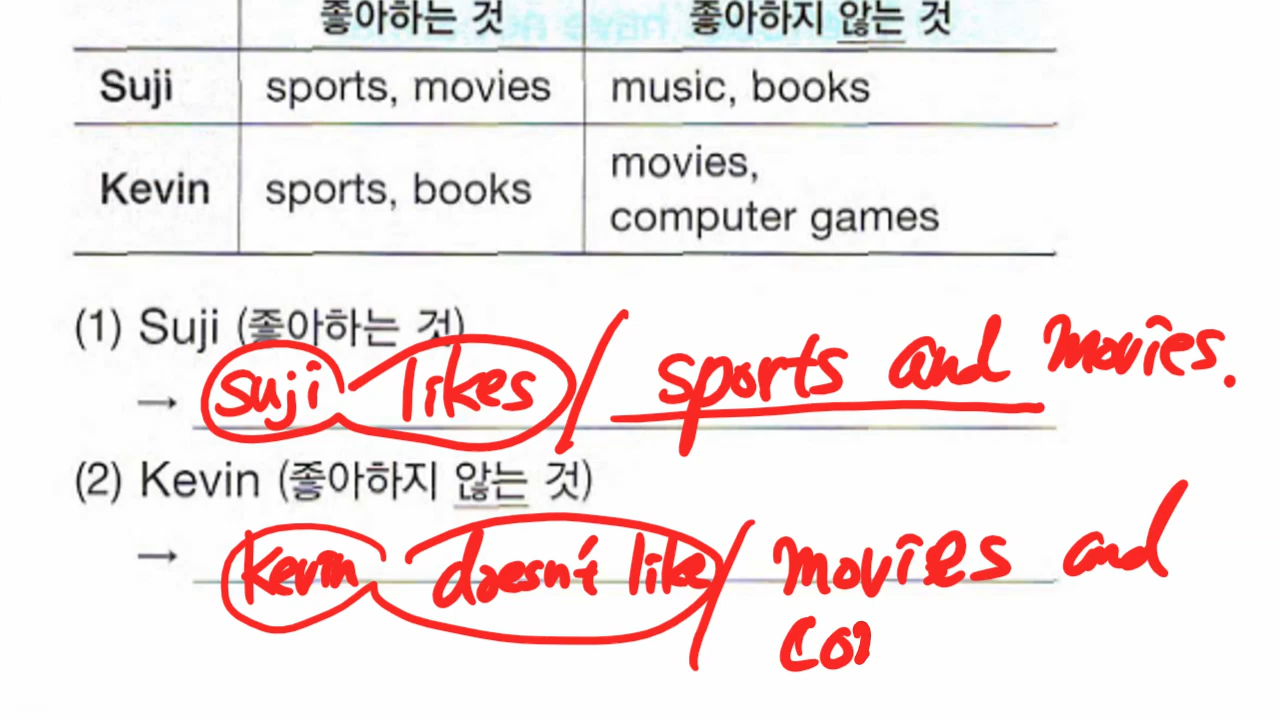 좋아하는 것 좋아하지 않는 것
Suji sports, movies music, books
Kevin sports, books movies,
computer games
(1) Suji (좋아하는 것)
→ suji likes / sports and movies.
(2) Kevin (좋아하지 않는 것)
→ kevin doesn't like / movies and
com